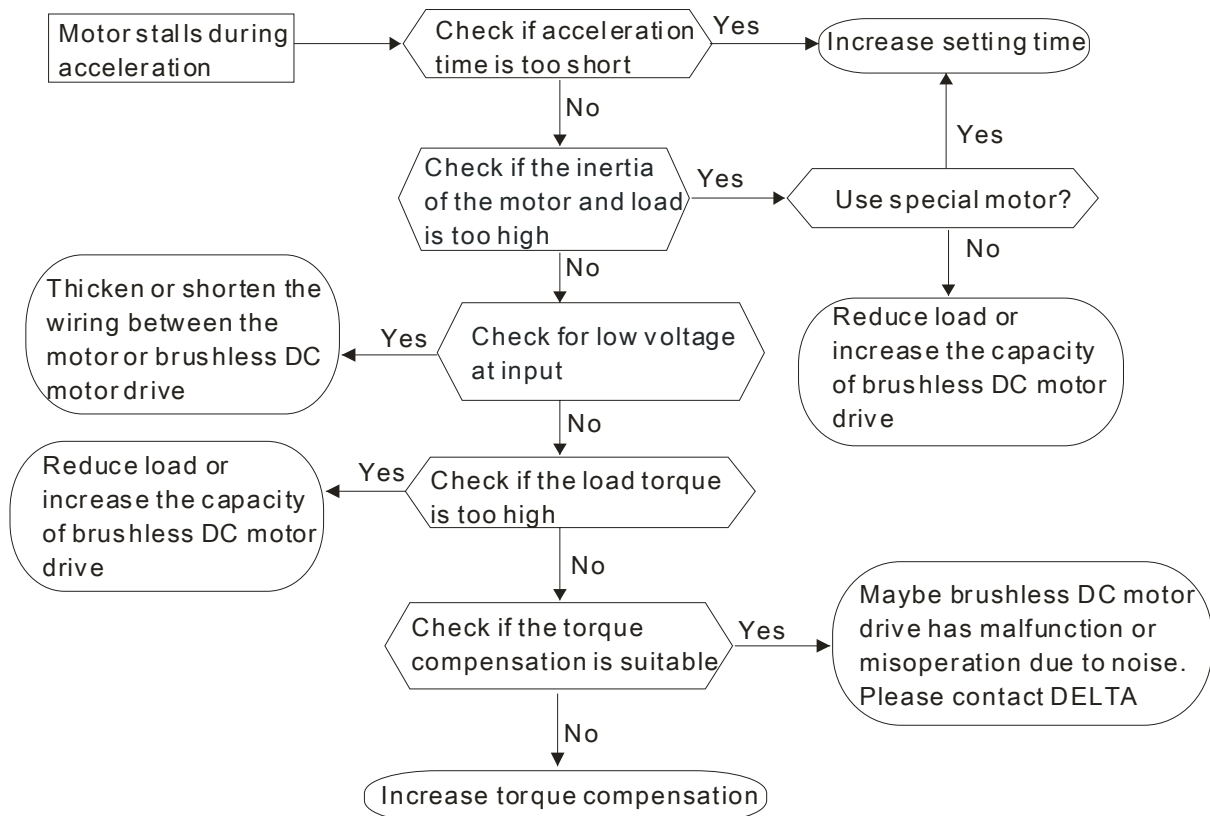 Motor stalls during
acceleration
Check if acceleration
time is too short
Yes
Increase setting time
No
Yes
Check if the inertia
of the motor and load
is too high
Yes
Use special motor?
No
No
Thicken or shorten the
wiring between the
motor or brushless DC
motor drive
Yes
Check for low voltage
at input
Reduce load or
increase the capacity
of brushless DC motor
drive
No
Reduce load or
increase the capacity
of brushless DC motor
drive
Yes
Check if the load torque
is too high
No
Check if the torque
compensation is suitable
Yes
Maybe brushless DC motor
drive has malfunction or
misoperation due to noise.
Please contact DELTA
No
Increase torque compensation